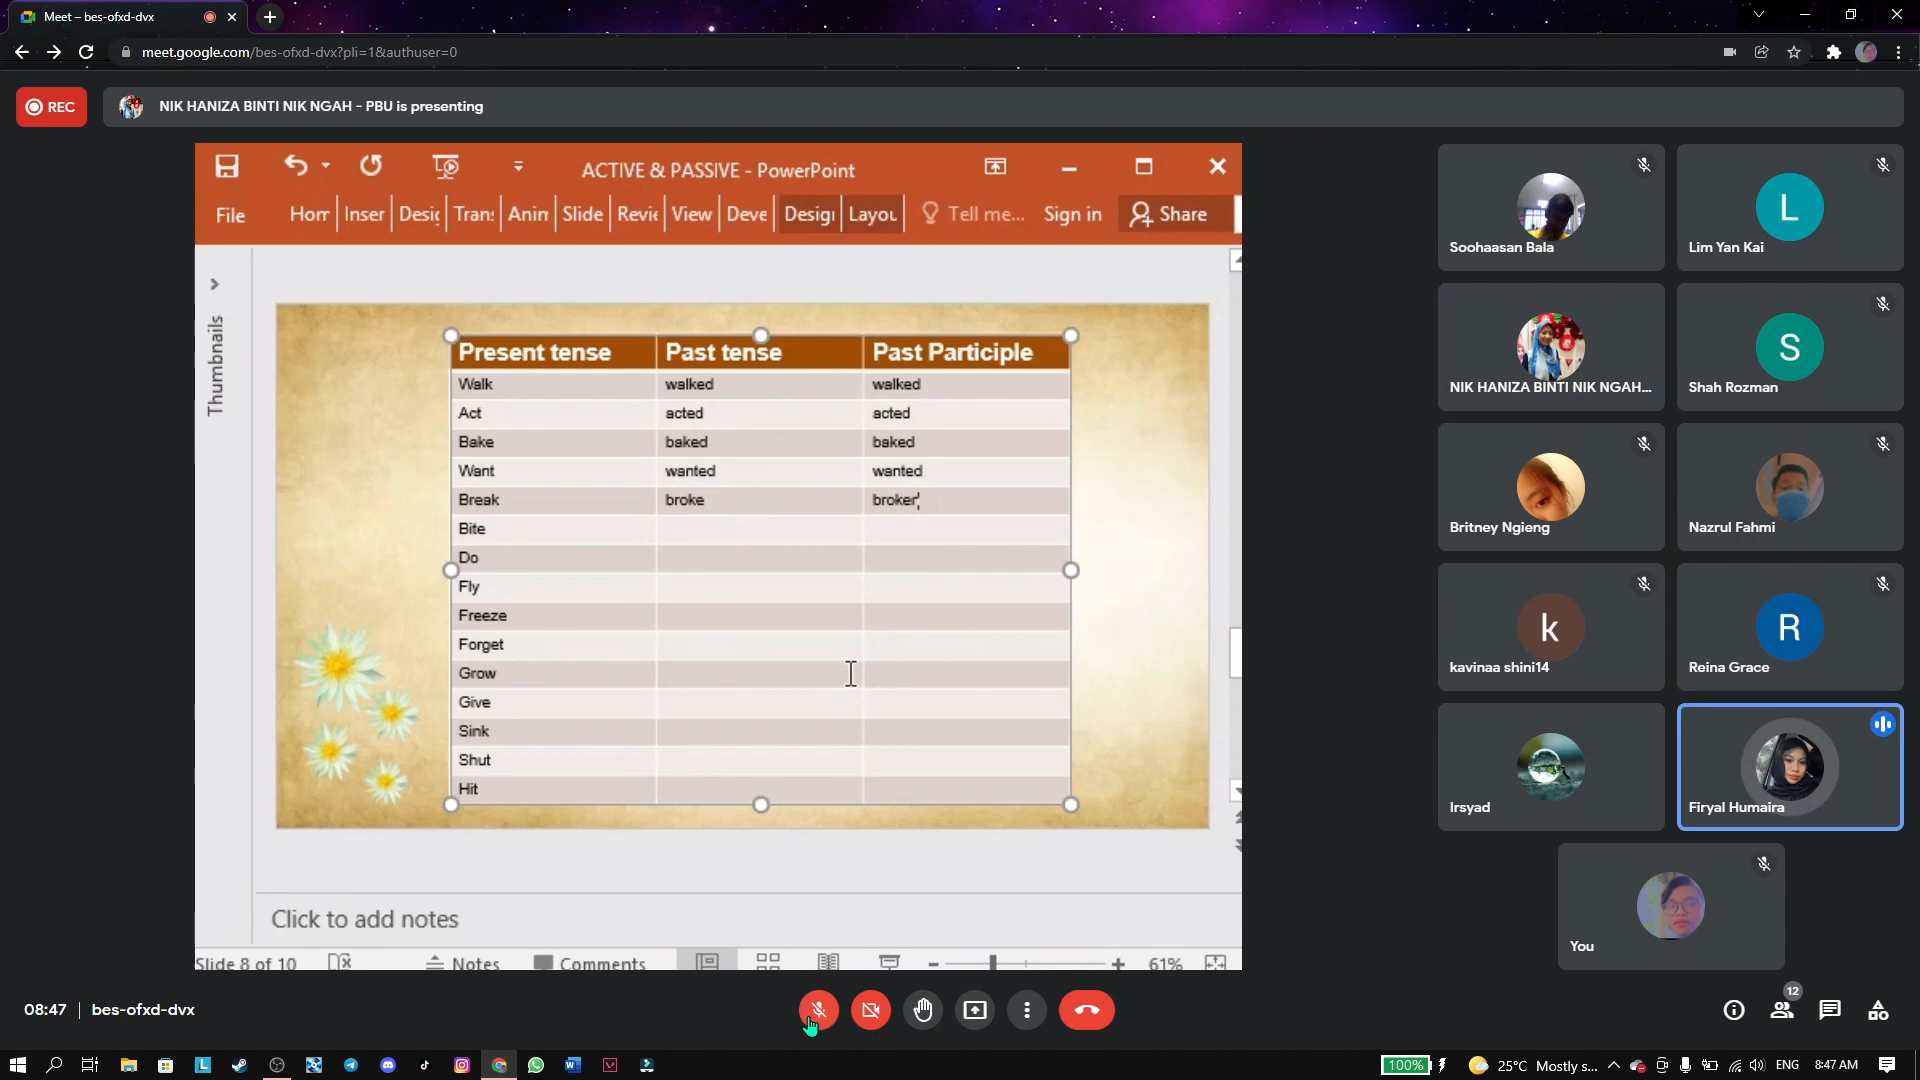 Meet – bes-ofxd-dvx
meet.google.com/bes-ofxd-dvx?pli=1&authuser=0
REC
NIK HANIZA BINTI NIK NGAH - PBU is presenting
ACTIVE & PASSIVE - PowerPoint
File Hom Inser Desig Trans Anim Slide Revie View Deve Desigi Layou Tell me... Sign in Share
Thumbnails
Present tense Past tense Past Participle
Walk walked walked
Act acted acted
Bake baked baked
Want wanted wanted
Break broke broker
Bite
Do
Fly
Freeze
Forget
Grow
Give
Sink
Shut
Hit
Click to add notes
Slide 8 of 10 Notes Comments 61%
Soohaasan Bala
L
Lim Yan Kai
NIK HANIZA BINTI NIK NGAH...
S
Shah Rozman
Britney Ngieng
Nazrul Fahmi
k
kavinaa shini14
R
Reina Grace
Irsyad
Firyal Humaira
You
08:47 bes-ofxd-dvx
12
100% 25°C Mostly s... ENG 8:47 AM